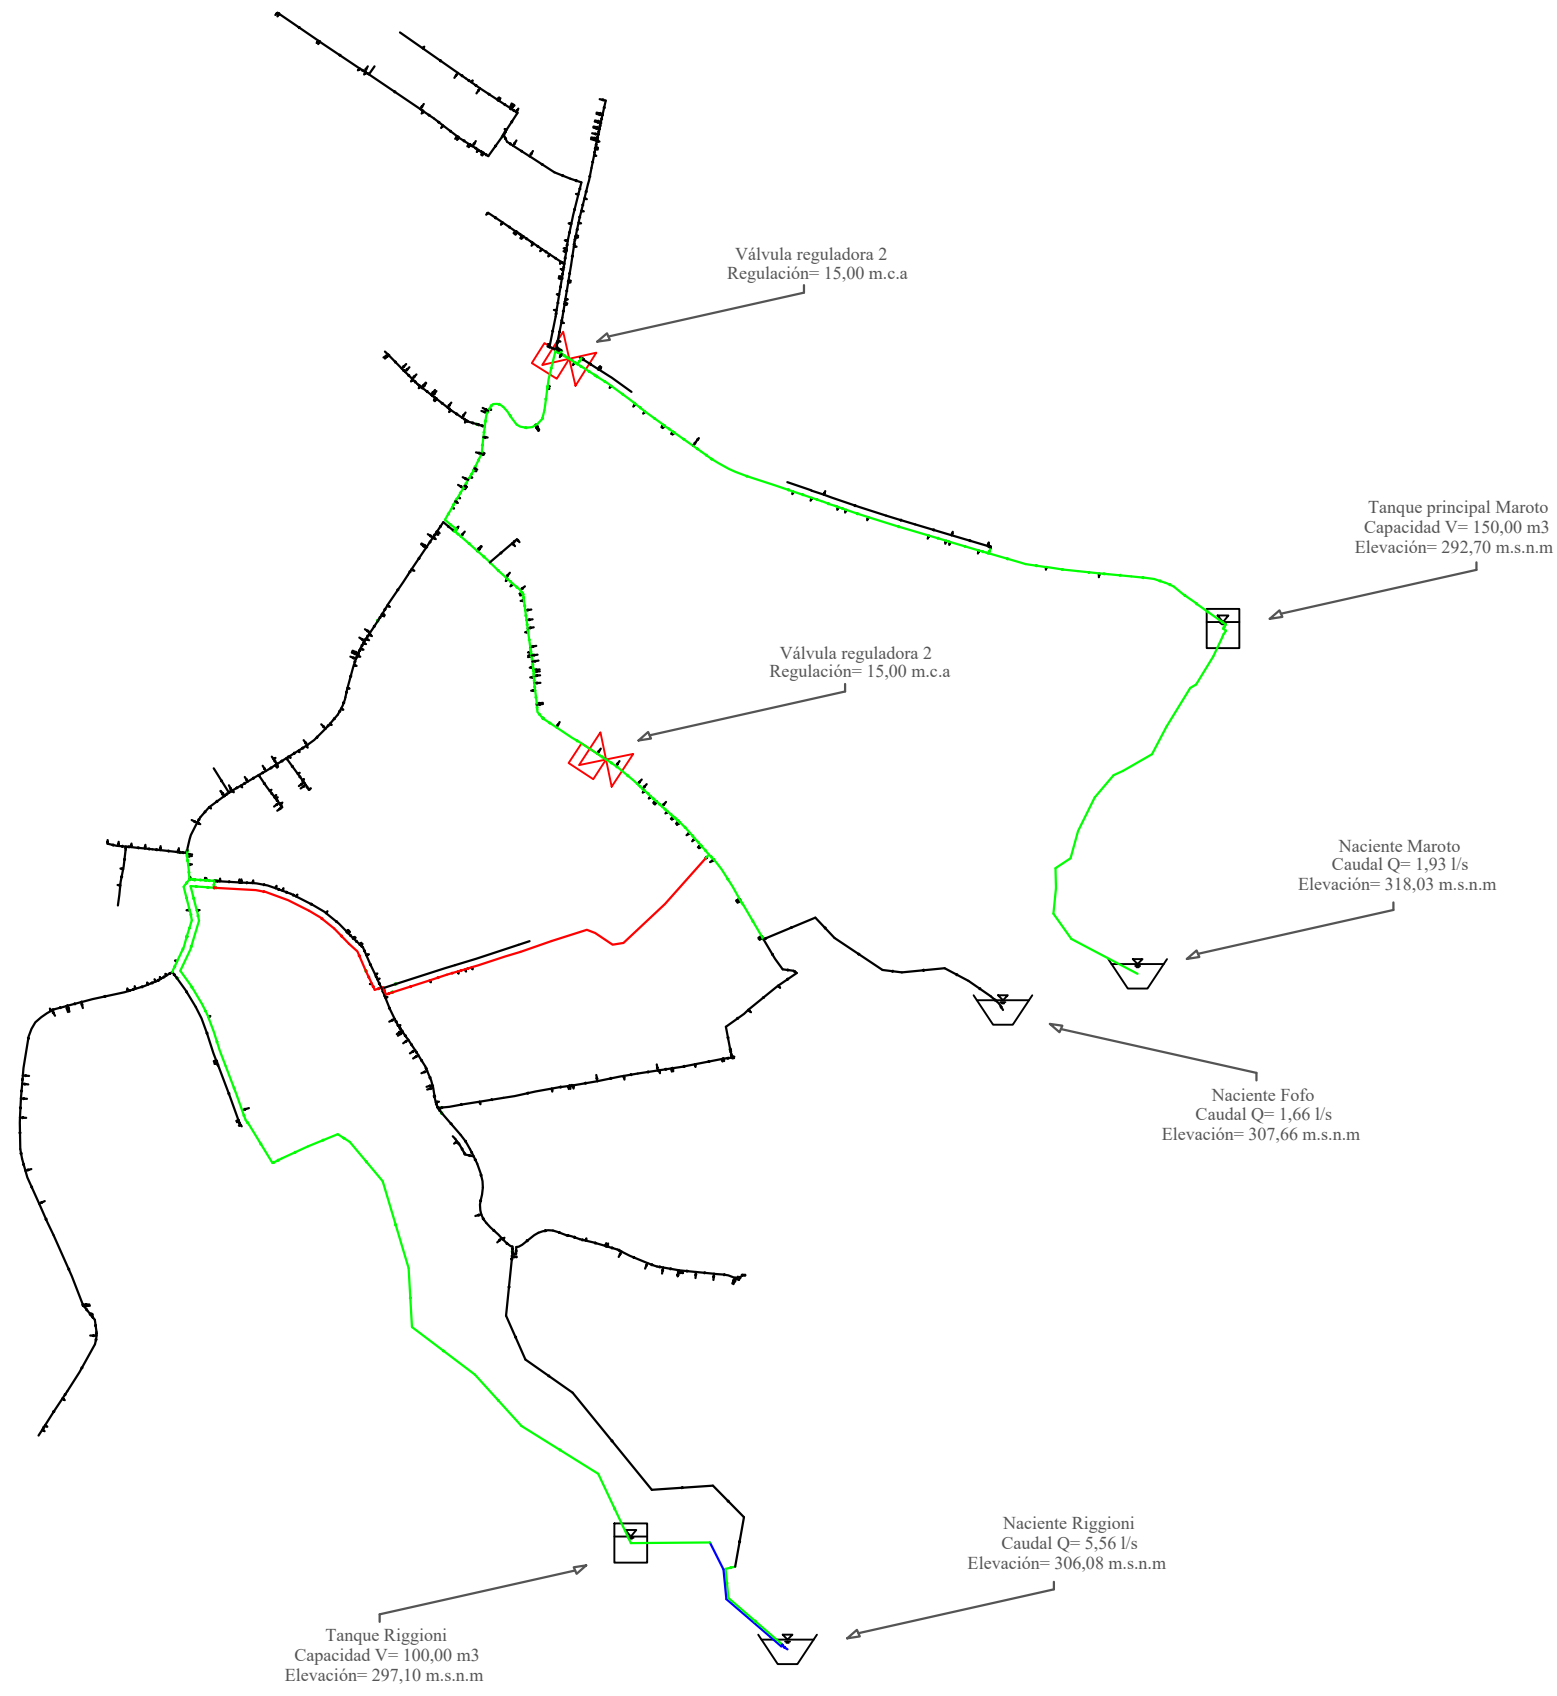 Válvula reguladora 2
Regulación= 15,00 m.c.a
Tanque principal Maroto
Capacidad V= 150,00 m3
Elevación= 292,70 m.s.n.m
Válvula reguladora 2
Regulación= 15,00 m.c.a
Naciente Maroto
Caudal Q= 1,93 l/s
Elevación= 318,03 m.s.n.m
Naciente Fofo
Caudal Q= 1,66 l/s
Elevación= 307,66 m.s.n.m
Naciente Riggioni
Caudal Q= 5,56 l/s
Elevación= 306,08 m.s.n.m
Tanque Riggioni
Capacidad V= 100,00 m3
Elevación= 297,10 m.s.n.m